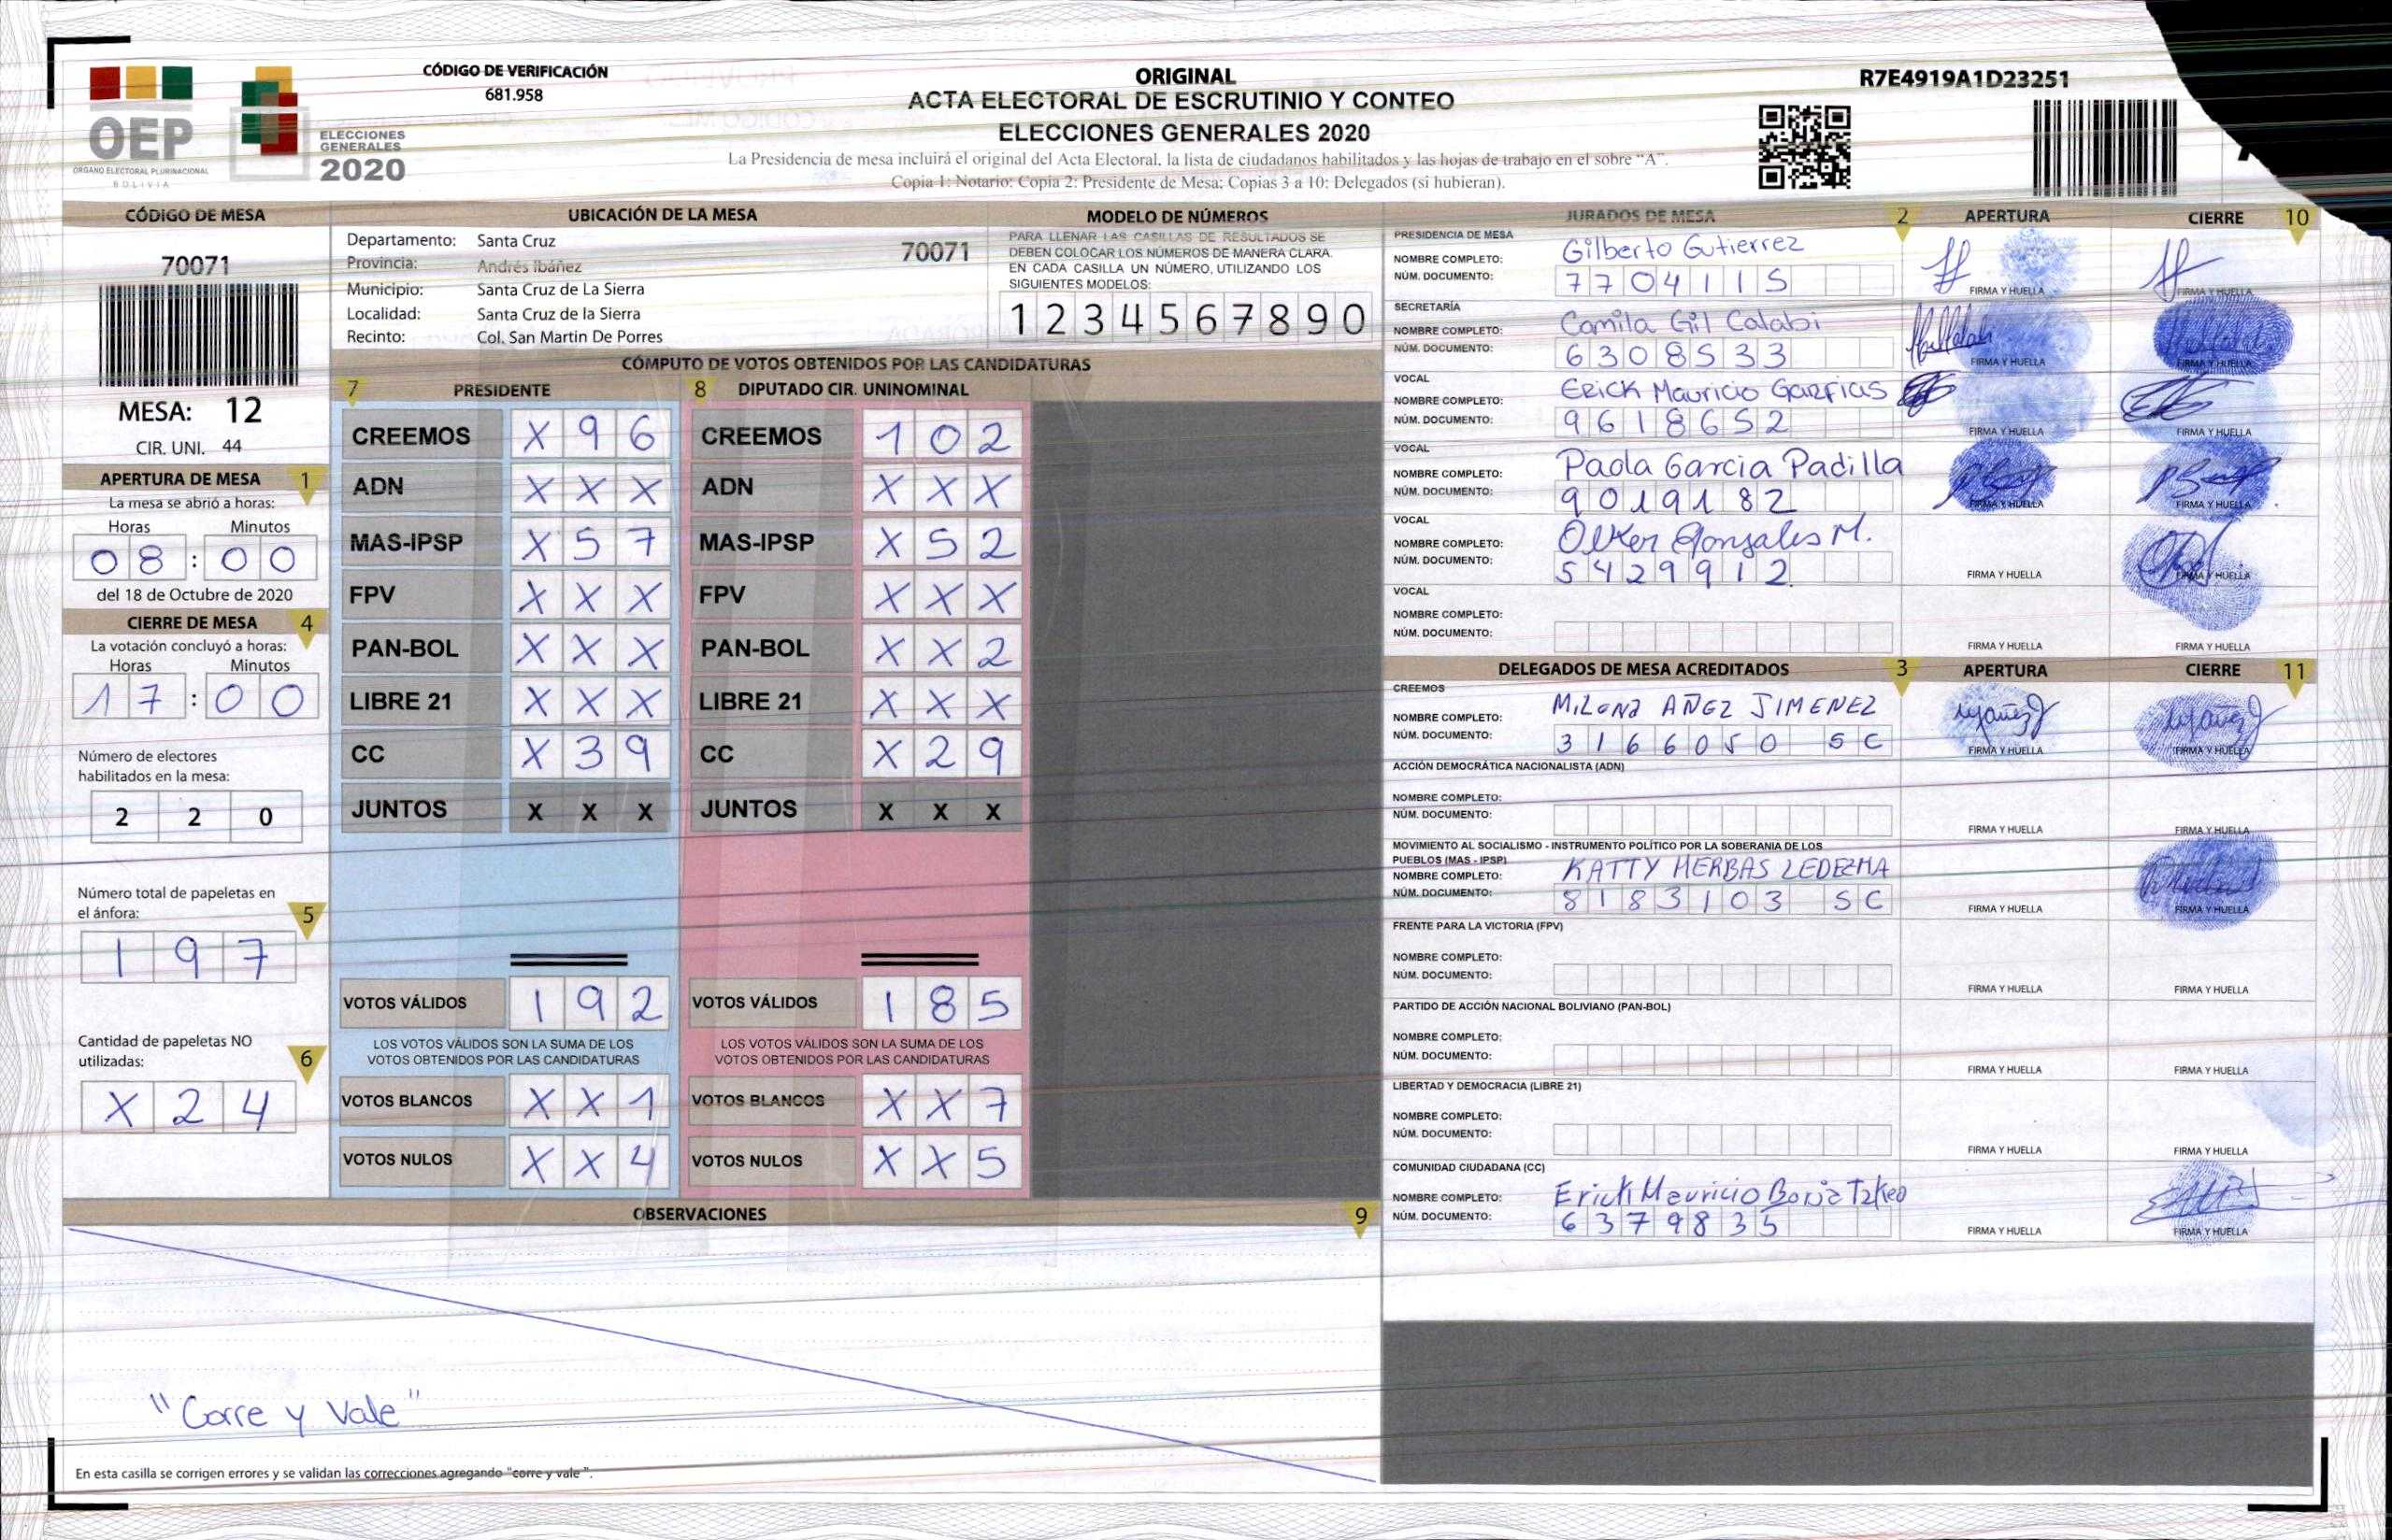 CÓDIGO DE VERIFICACIÓN
681.958
ORIGINAL
ACTA ELECTORAL DE ESCRUTINIO Y CONTEO
ELECCIONES GENERALES 2020
La Presidencia de mesa incluirá el original del Acta Electoral, la lista de ciudadanos habilitados y las hojas de trabajo en el sobre "A".
Copia 1: Notario; Copia 2: Presidente de Mesa; Copias 3 a 10: Delegados (si hubieran).
R7E4919A1D23251
OEP
ÓRGANO ELECTORAL PLURINACIONAL
BOLIVIA
ELECCIONES
GENERALES
2020
CÓDIGO DE MESA
70071
MESA: 12
CIR. UNI. 44
APERTURA DE MESA 1
La mesa se abrió a horas:
Horas Minutos
08 : 00
del 18 de Octubre de 2020
CIERRE DE MESA 4
La votación concluyó a horas:
Horas Minutos
17 : 00
Número de electores
habilitados en la mesa:
2 2 0
Número total de papeletas en
el ánfora: 5
1 9 7
Cantidad de papeletas NO
utilizadas: 6
X 2 4
UBICACIÓN DE LA MESA
Departamento: Santa Cruz 70071
Provincia: Andrés Ibáñez
Municipio: Santa Cruz de La Sierra
Localidad: Santa Cruz de la Sierra
Recinto: Col. San Martin De Porres
MODELO DE NÚMEROS
PARA LLENAR LAS CASILLAS DE RESULTADOS SE
DEBEN COLOCAR LOS NÚMEROS DE MANERA CLARA.
EN CADA CASILLA UN NÚMERO, UTILIZANDO LOS
SIGUIENTES MODELOS:
1 2 3 4 5 6 7 8 9 0
CÓMPUTO DE VOTOS OBTENIDOS POR LAS CANDIDATURAS
7 PRESIDENTE 8 DIPUTADO CIR. UNINOMINAL
CREEMOS X 9 6 CREEMOS 1 0 2
ADN X X X ADN X X X
MAS-IPSP X 5 7 MAS-IPSP X 5 2
FPV X X X FPV X X X
PAN-BOL X X X PAN-BOL X X 2
LIBRE 21 X X X LIBRE 21 X X X
CC X 3 9 CC X 2 9
JUNTOS X X X JUNTOS X X X
VOTOS VÁLIDOS 1 9 2 VOTOS VÁLIDOS 1 8 5
LOS VOTOS VÁLIDOS SON LA SUMA DE LOS LOS VOTOS VÁLIDOS SON LA SUMA DE LOS
VOTOS OBTENIDOS POR LAS CANDIDATURAS VOTOS OBTENIDOS POR LAS CANDIDATURAS
VOTOS BLANCOS X X 1 VOTOS BLANCOS X X 7
VOTOS NULOS X X 4 VOTOS NULOS X X 5
OBSERVACIONES 9
"Corre y Vale"
En esta casilla se corrigen errores y se validan las correcciones agregando "corre y vale".
JURADOS DE MESA 2 APERTURA CIERRE 10
PRESIDENCIA DE MESA
NOMBRE COMPLETO: Gilberto Gutierrez
NÚM. DOCUMENTO: 7704115 FIRMA Y HUELLA FIRMA Y HUELLA
SECRETARÍA
NOMBRE COMPLETO: Camila Gil Calabi
NÚM. DOCUMENTO: 6308533 FIRMA Y HUELLA FIRMA Y HUELLA
VOCAL
NOMBRE COMPLETO: Erick Mauricio Garfias
NÚM. DOCUMENTO: 9618652 FIRMA Y HUELLA FIRMA Y HUELLA
VOCAL
NOMBRE COMPLETO: Paola Garcia Padilla
NÚM. DOCUMENTO: 9019182 FIRMA Y HUELLA FIRMA Y HUELLA
VOCAL
NOMBRE COMPLETO: Olver Gonzales M.
NÚM. DOCUMENTO: 5429912 FIRMA Y HUELLA FIRMA Y HUELLA
VOCAL
NOMBRE COMPLETO:
NÚM. DOCUMENTO: FIRMA Y HUELLA FIRMA Y HUELLA
DELEGADOS DE MESA ACREDITADOS 3 APERTURA CIERRE 11
CREEMOS
NOMBRE COMPLETO: MILONA AÑEZ JIMENEZ
NÚM. DOCUMENTO: 3166050 SC FIRMA Y HUELLA FIRMA Y HUELLA
ACCIÓN DEMOCRÁTICA NACIONALISTA (ADN)
NOMBRE COMPLETO:
NÚM. DOCUMENTO: FIRMA Y HUELLA FIRMA Y HUELLA
MOVIMIENTO AL SOCIALISMO - INSTRUMENTO POLÍTICO POR LA SOBERANIA DE LOS
PUEBLOS (MAS - IPSP)
NOMBRE COMPLETO: KATTY HERBAS LEDEZMA
NÚM. DOCUMENTO: 8183103 SC FIRMA Y HUELLA FIRMA Y HUELLA
FRENTE PARA LA VICTORIA (FPV)
NOMBRE COMPLETO:
NÚM. DOCUMENTO: FIRMA Y HUELLA FIRMA Y HUELLA
PARTIDO DE ACCIÓN NACIONAL BOLIVIANO (PAN-BOL)
NOMBRE COMPLETO:
NÚM. DOCUMENTO: FIRMA Y HUELLA FIRMA Y HUELLA
LIBERTAD Y DEMOCRACIA (LIBRE 21)
NOMBRE COMPLETO:
NÚM. DOCUMENTO: FIRMA Y HUELLA FIRMA Y HUELLA
COMUNIDAD CIUDADANA (CC)
NOMBRE COMPLETO: Erick Mauricio Borja
NÚM. DOCUMENTO: 6379835 FIRMA Y HUELLA FIRMA Y HUELLA